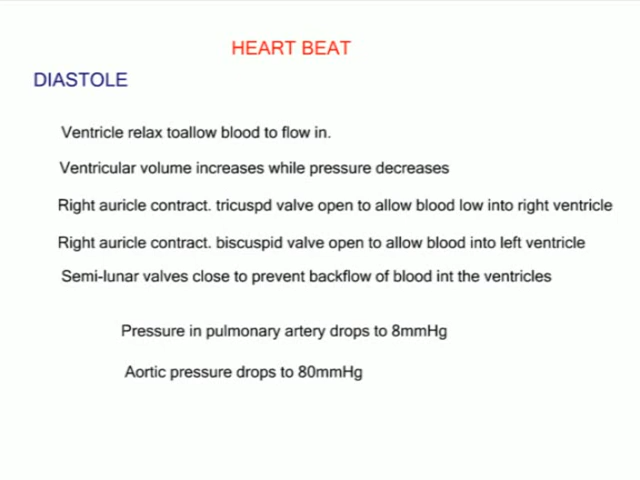 HEART BEAT
DIASTOLE
Ventricle relax toallow blood to flow in.
Ventricular volume increases while pressure decreases
Right auricle contract. tricuspd valve open to allow blood low into right ventricle
Right auricle contract. biscuspid valve open to allow blood into left ventricle
Semi-lunar valves close to prevent backflow of blood int the ventricles
Pressure in pulmonary artery drops to 8mmHg
Aortic pressure drops to 80mmHg